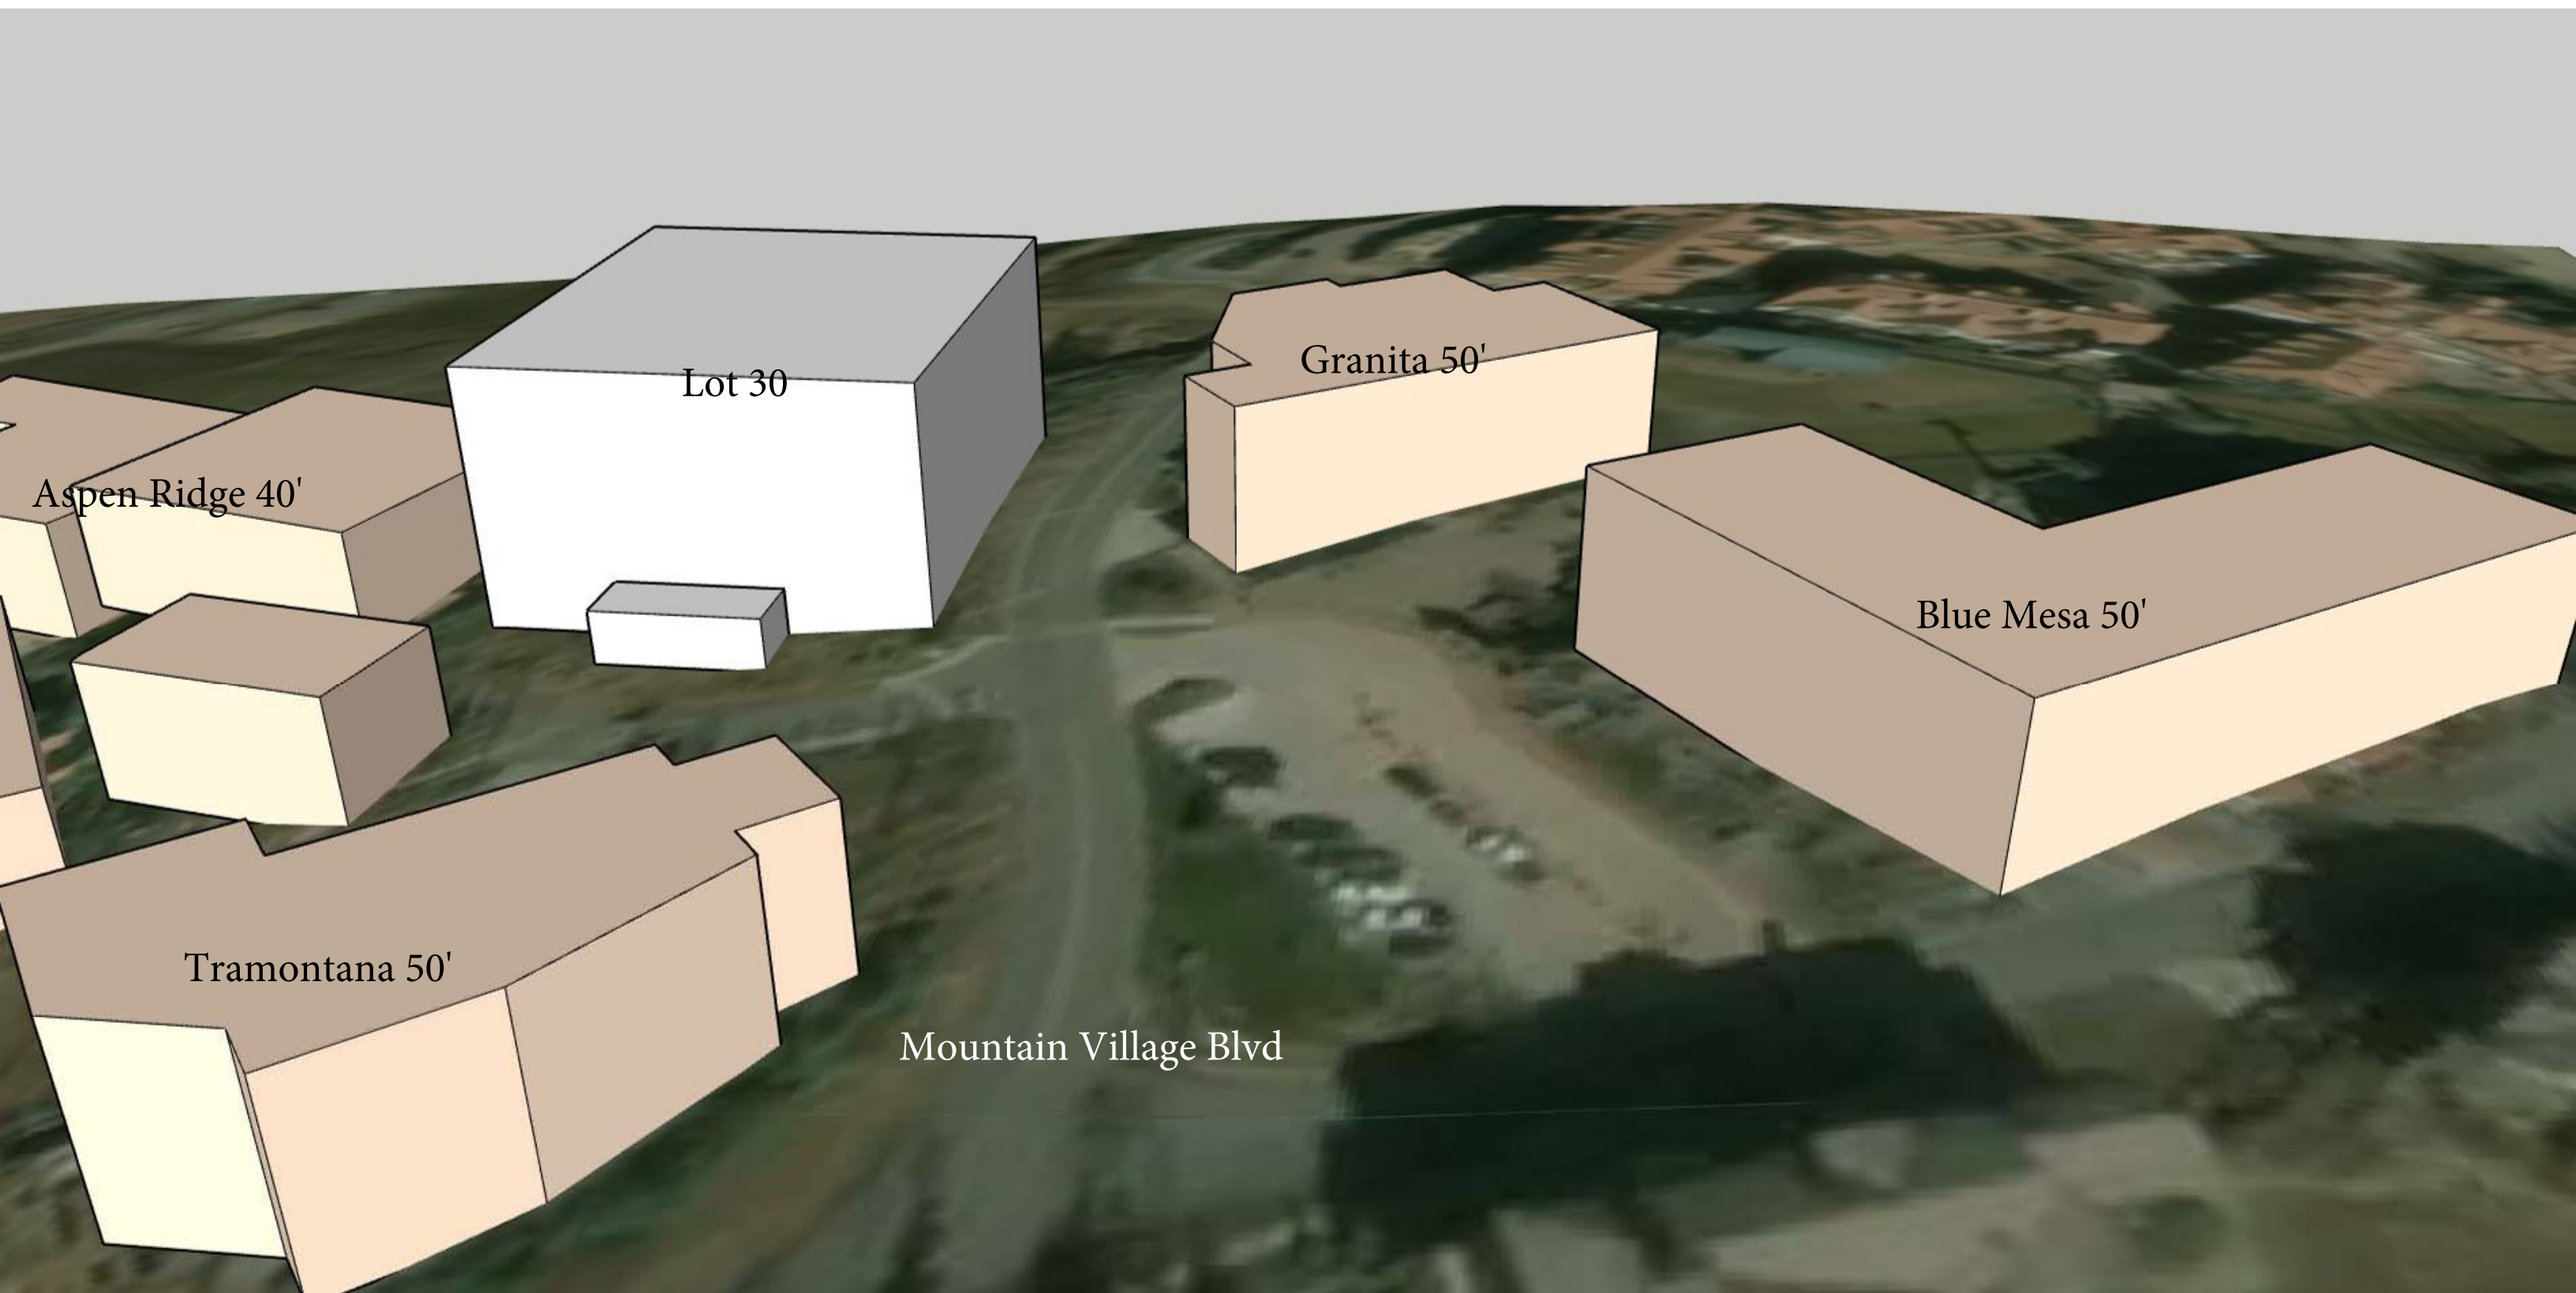 Granita 50'
Lot 30
Aspen Ridge 40'
Blue Mesa 50'
Tramontana 50'
Mountain Village Blvd